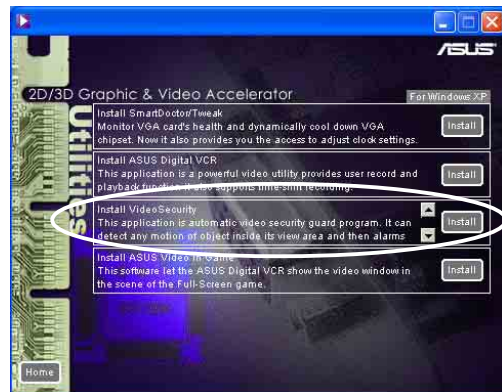 ASUS
2D/3D Graphic & Video Accelerator
For Windows XP
Utilities
Install SmartDoctor/Tweak
Monitor VGA card's health and dynamically cool down VGA
chipset. Now it also provides you the access to adjust clock settings.
Install
Install ASUS Digital VCR
This application is a powerful video utility provides user record and
playback function it also supports time-shift recording.
Install
Install VideoSecurity
This application is automatic video security guard program. It can
detect any motion of object inside its view area and then alarms
Install
Install ASUS Video In Game
This software let the ASUS Digital VCR show the video window in
the scene of the Full-Screen game.
Install
Home